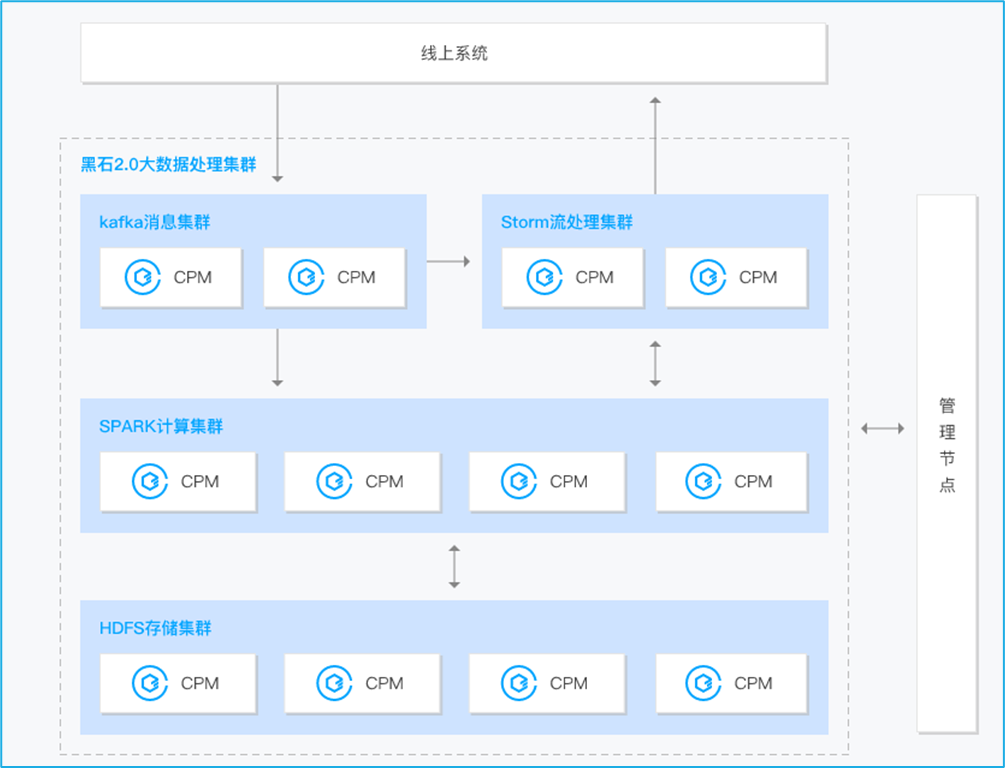 线上系统
黑石2.0大数据处理集群
kafka消息集群
CPM
CPM
Storm流处理集群
CPM
CPM
SPARK计算集群
CPM
CPM
CPM
CPM
HDFS存储集群
CPM
CPM
CPM
CPM
管
理
节
点